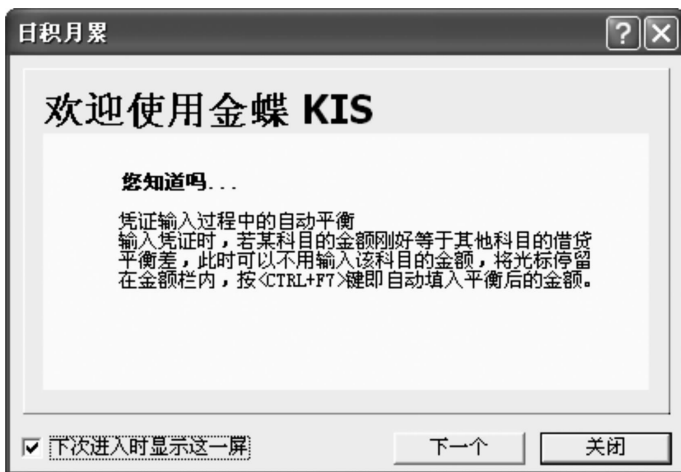 日积月累
欢迎使用金蝶 KIS
您知道吗...
凭证输入过程中的自动平衡
输入凭证时，若某科目的金额刚好等于其他科目的借贷
平衡差，此时可以不用输入该科目的金额，将光标停留
在金额栏内，按<CTRL+F7>键即自动填入平衡后的金额。
下次进入时显示这一屏
下一个
关闭